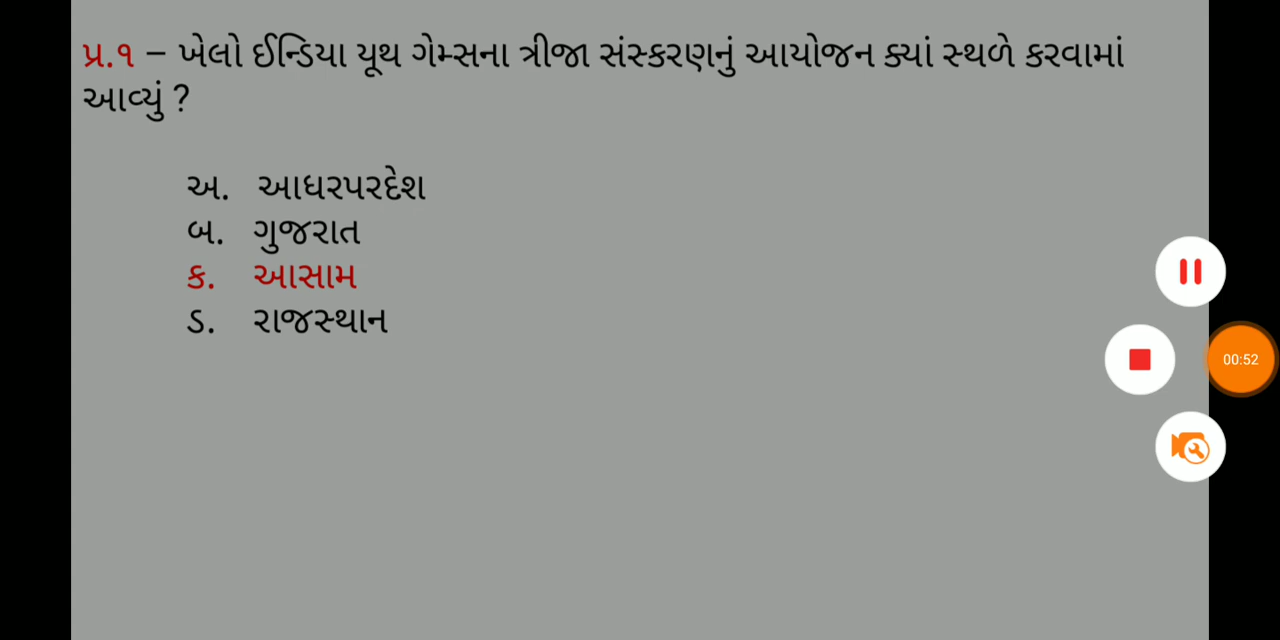 પ્ર.૧ – ખેલો ઈન્ડિયા યૂથ ગેમ્સના ત્રીજા સંસ્કરણનું આયોજન ક્યાં સ્થળે કરવામાં
આવ્યું ?
અ. આધરપરદેશ
બ. ગુજરાત
ક. આસામ
ડ. રાજસ્થાન
00:52